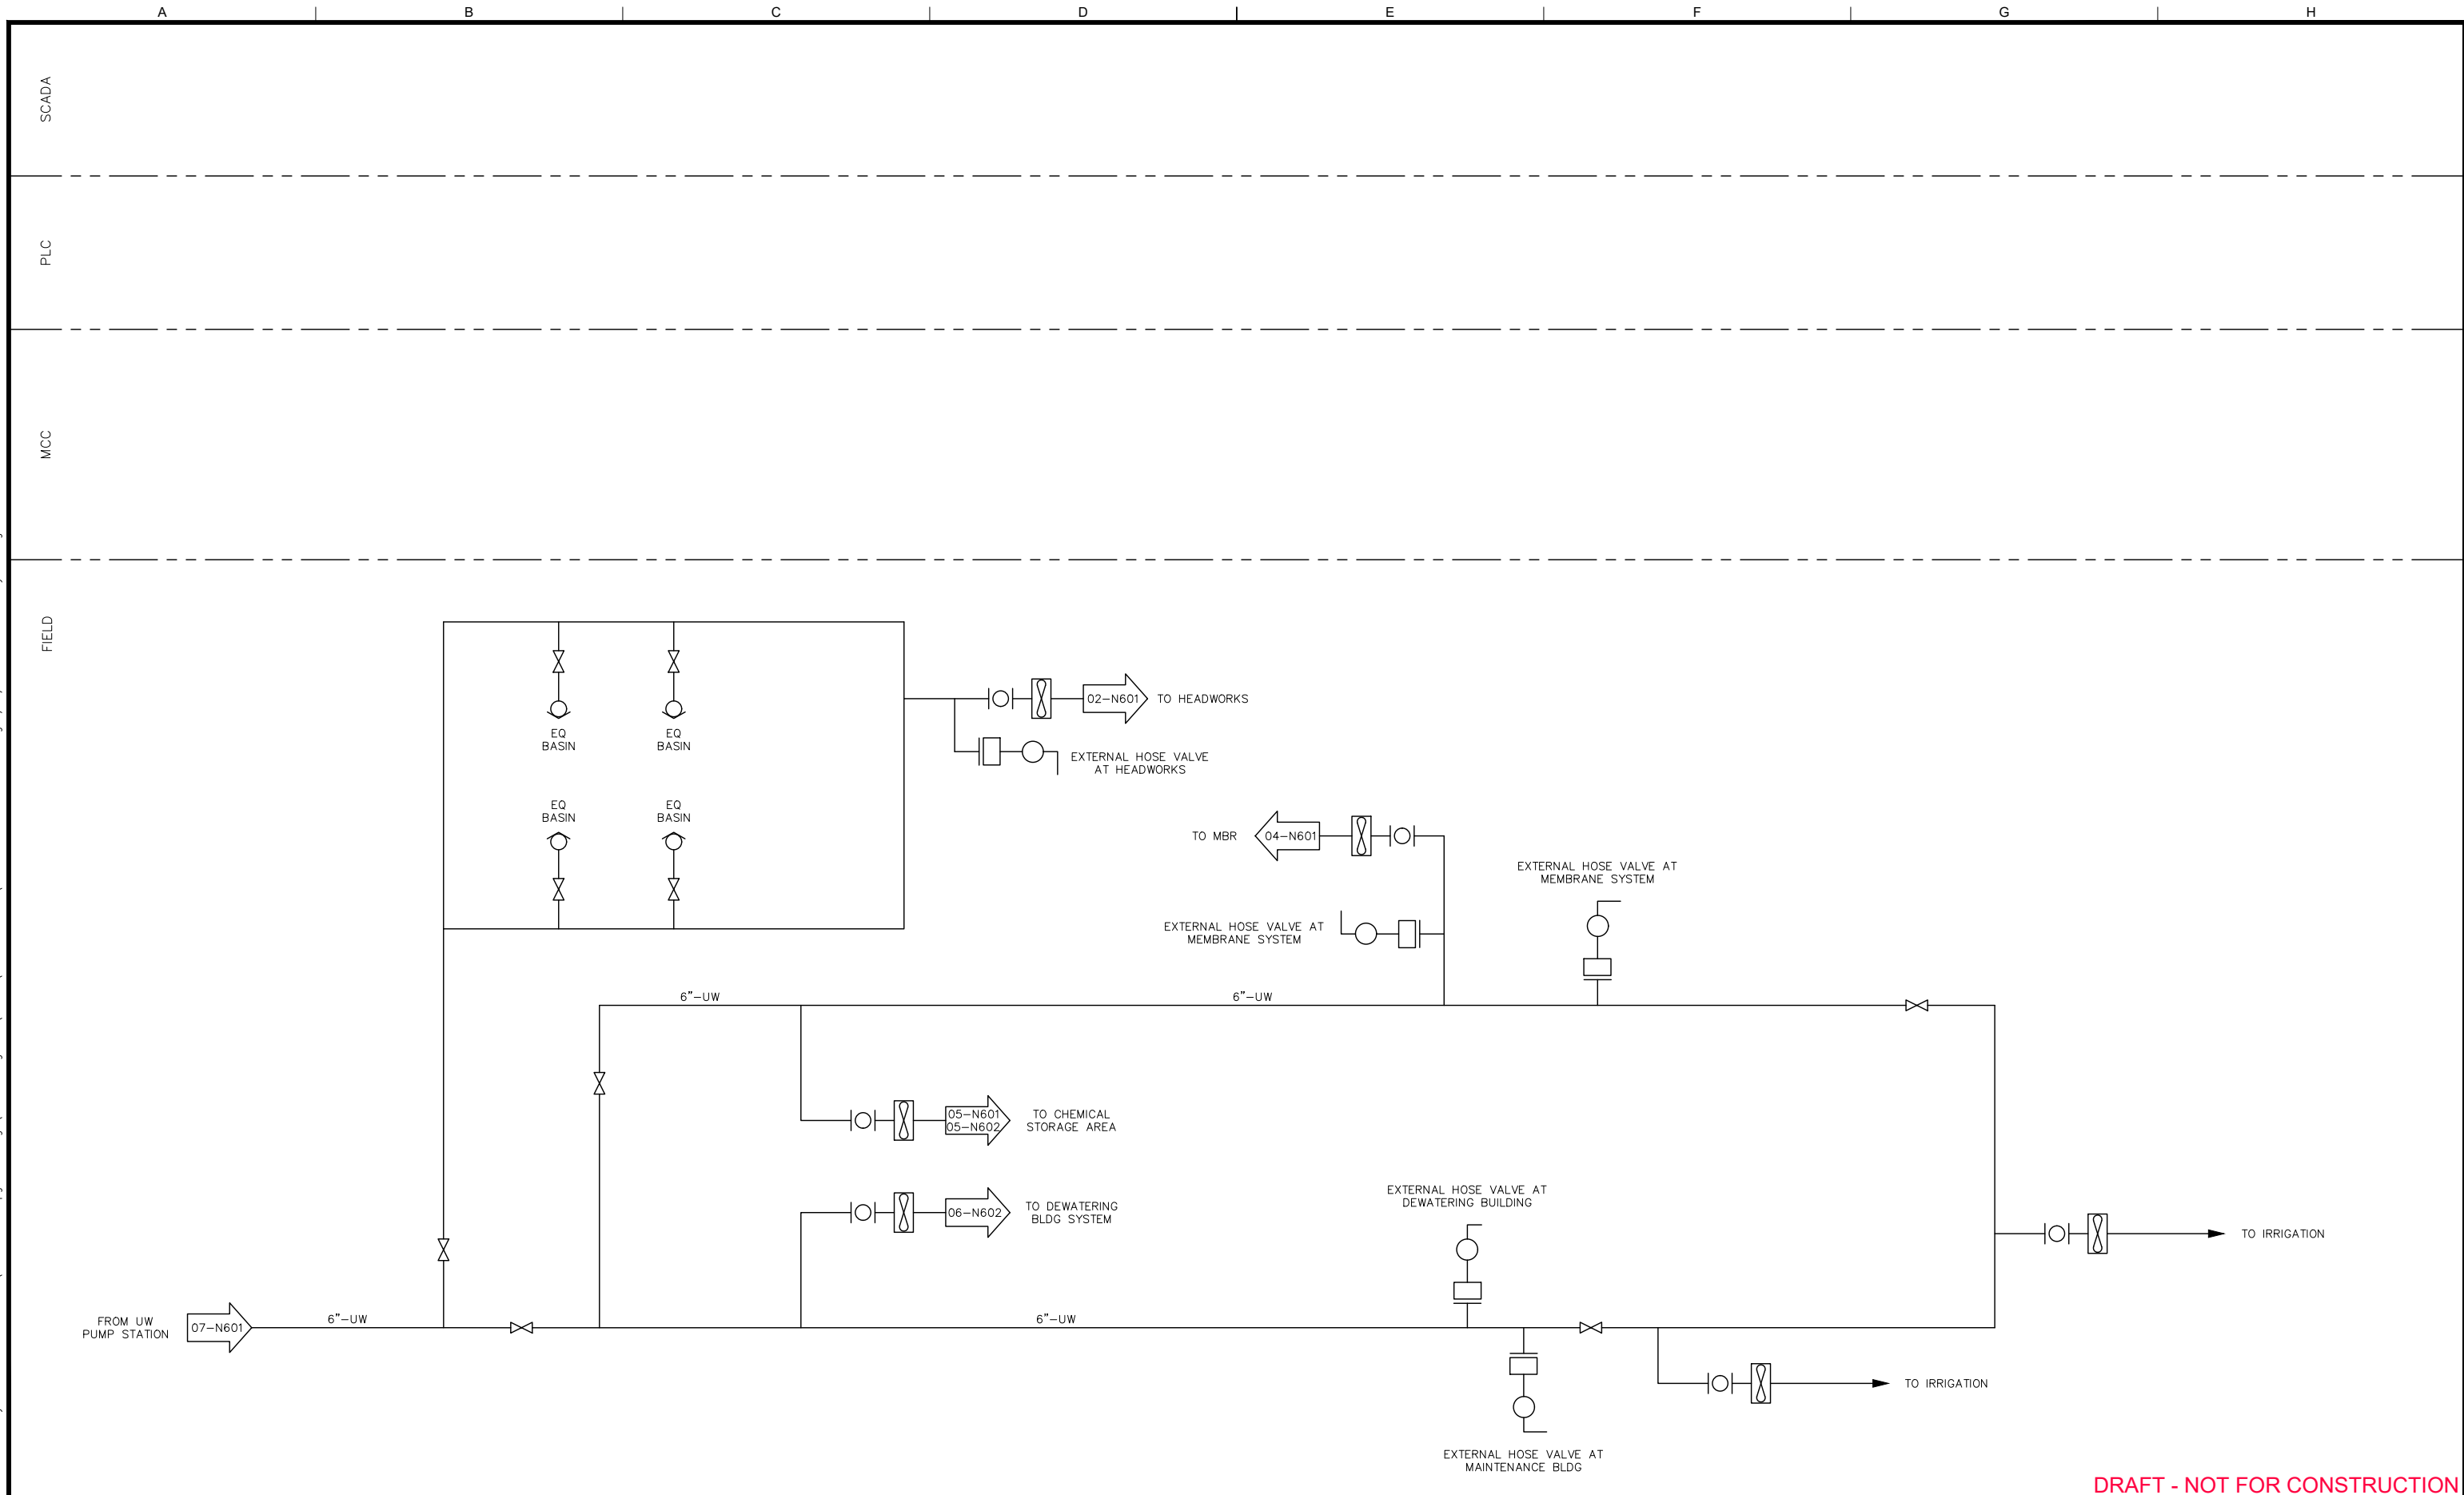 A B C D E F G H
SCADA
PLC
MCC
FIELD
02-N601
TO HEADWORKS
EQ
BASIN
EQ
BASIN
EXTERNAL HOSE VALVE
AT HEADWORKS
EQ
BASIN
EQ
BASIN
TO MBR
04-N601
EXTERNAL HOSE VALVE AT
MEMBRANE SYSTEM
EXTERNAL HOSE VALVE AT
MEMBRANE SYSTEM
6"-UW
6"-UW
05-N601
05-N602
TO CHEMICAL
STORAGE AREA
06-N602
TO DEWATERING
BLDG SYSTEM
EXTERNAL HOSE VALVE AT
DEWATERING BUILDING
TO IRRIGATION
FROM UW
PUMP STATION
07-N601
6"-UW
6"-UW
TO IRRIGATION
EXTERNAL HOSE VALVE AT
MAINTENANCE BLDG
DRAFT - NOT FOR CONSTRUCTION